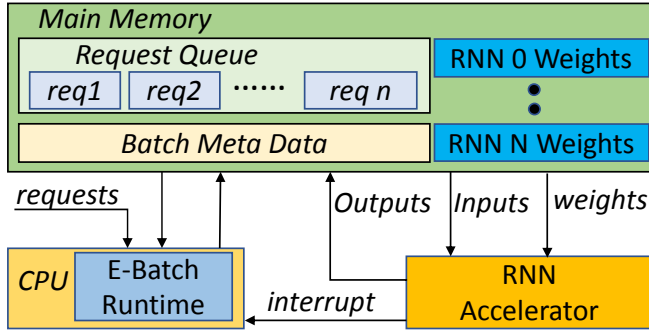 Main Memory
Request Queue
req1 req2 ...... req n
RNN 0 Weights
Batch Meta Data
RNN N Weights
requests
Outputs Inputs weights
CPU
E-Batch
Runtime
interrupt
RNN
Accelerator